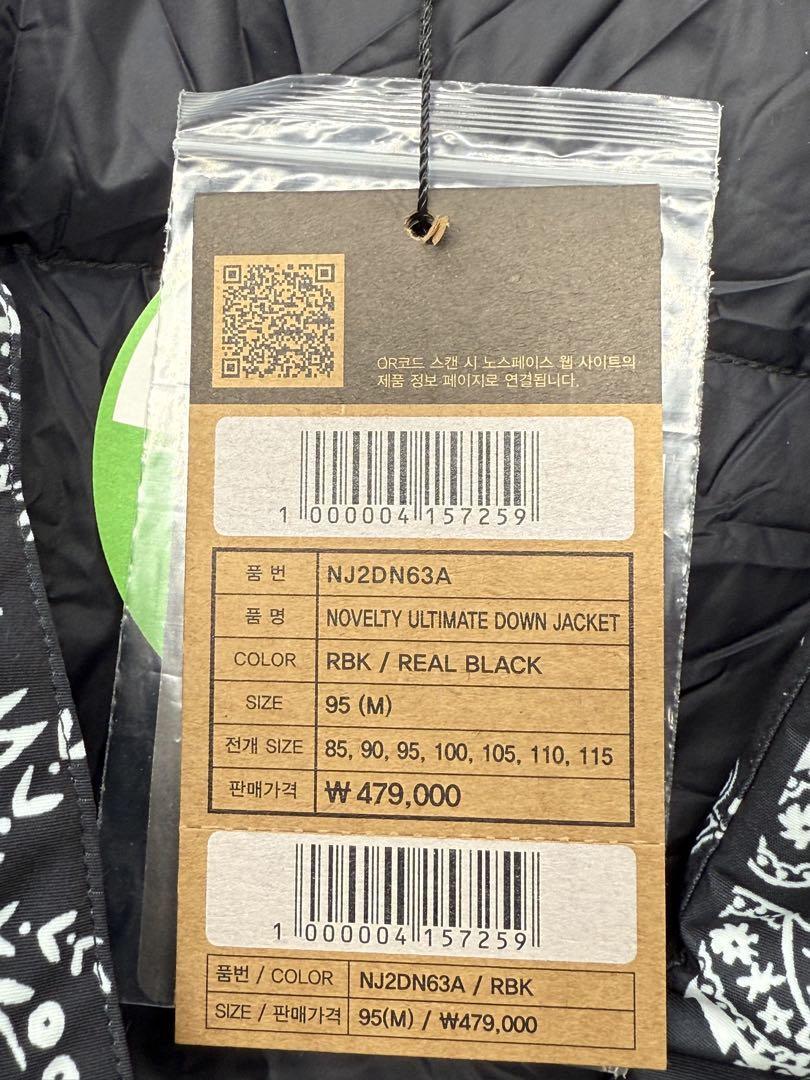 QR코드 스캔 시 노스페이스 웹 사이트의
제품 정보 페이지로 연결됩니다.
1 000004 157259
품 번 NJ2DN63A
품 명 NOVELTY ULTIMATE DOWN JACKET
COLOR RBK / REAL BLACK
SIZE 95 (M)
전개 SIZE 85, 90, 95, 100, 105, 110, 115
판매가격 ₩ 479,000
1 000004 157259
품번 / COLOR NJ2DN63A / RBK
SIZE / 판매가격 95(M) / ₩479,000